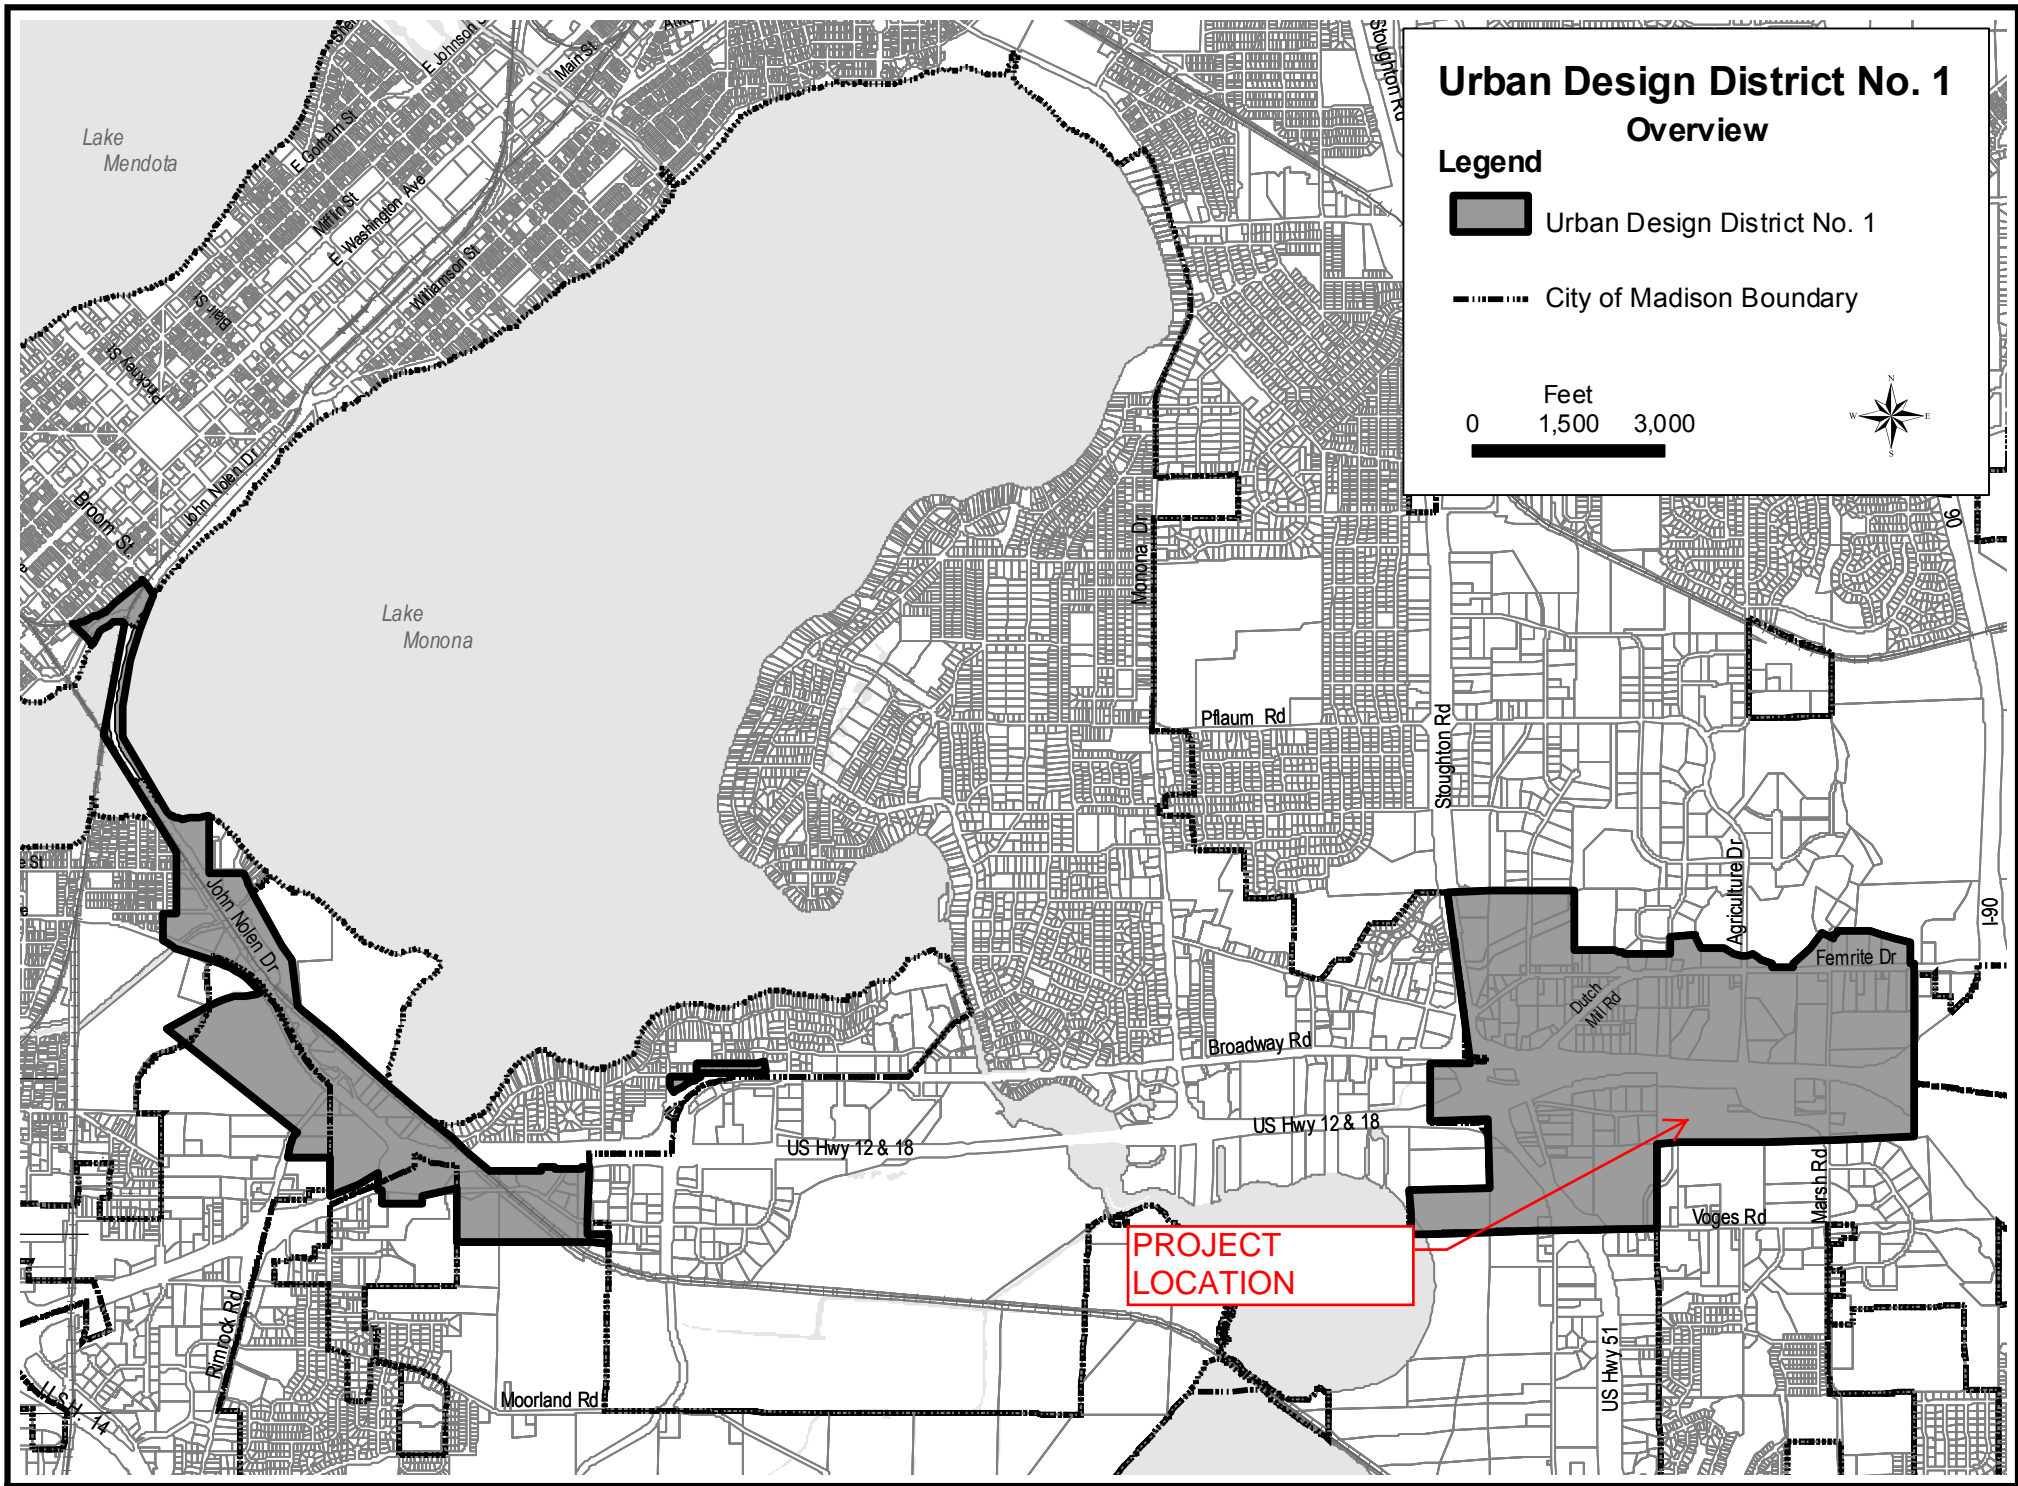 Urban Design District No. 1
Overview
Legend
Urban Design District No. 1
City of Madison Boundary
Feet
0 1,500 3,000
N
W E
S
Lake
Mendota
E Johnson
Main St
E Gorham St
Mifflin St
E Washington Ave
Williamson St
Blair St
Pinckney St
John Nolen Dr
Broom St.
Stoughton Rd
90
Lake
Monona
Monona Dr
Pflaum Rd
Stoughton Rd
Agriculture Dr
I-90
Femrite Dr
Dutch
Mill Rd
John Nolen Dr
Broadway Rd
US Hwy 12 & 18
US Hwy 12 & 18
Marsh Rd
Voges Rd
PROJECT
LOCATION
Rimrock Rd
US Hwy 51
Moorland Rd
U.S.H. 14